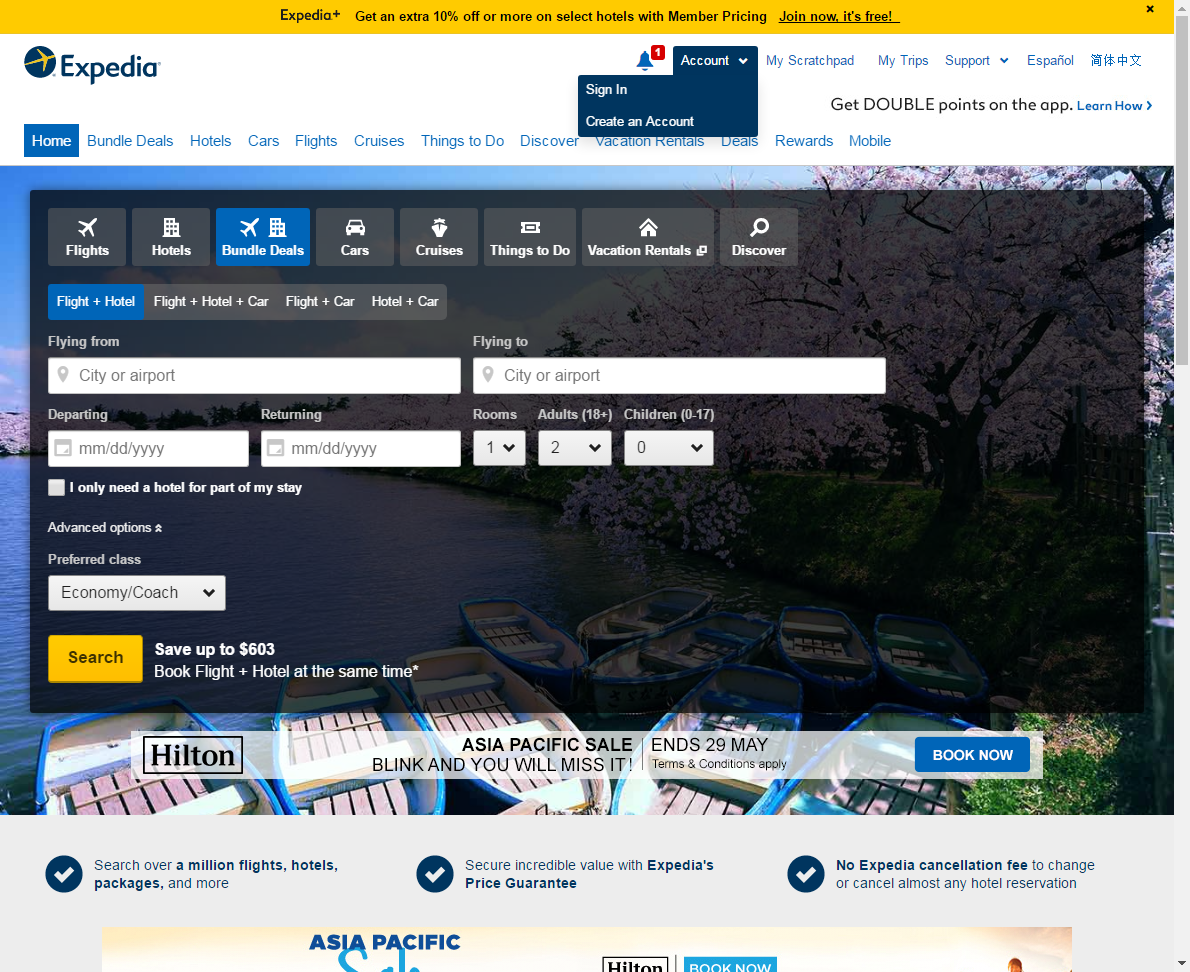 Expedia+ Get an extra 10% off or more on select hotels with Member Pricing Join now, it's free!
Expedia
1
Account
My Scratchpad
My Trips
Support
Español
简体中文
Sign In
Create an Account
Get DOUBLE points on the app. Learn How
Home
Bundle Deals
Hotels
Cars
Flights
Cruises
Things to Do
Discover
Vacation Rentals
Deals
Rewards
Mobile
Flights
Hotels
Bundle Deals
Cars
Cruises
Things to Do
Vacation Rentals
Discover
Flight + Hotel
Flight + Hotel + Car
Flight + Car
Hotel + Car
Flying from
Flying to
City or airport
City or airport
Departing
Returning
Rooms
Adults (18+)
Children (0-17)
mm/dd/yyyy
mm/dd/yyyy
1
2
0
I only need a hotel for part of my stay
Advanced options
Preferred class
Economy/Coach
Search
Save up to $603
Book Flight + Hotel at the same time*
Hilton
ASIA PACIFIC SALE
BLINK AND YOU WILL MISS IT!
ENDS 29 MAY
Terms & Conditions apply
BOOK NOW
Search over a million flights, hotels,
packages, and more
Secure incredible value with Expedia's
Price Guarantee
No Expedia cancellation fee to change
or cancel almost any hotel reservation
ASIA PACIFIC
Hilton
BOOK NOW